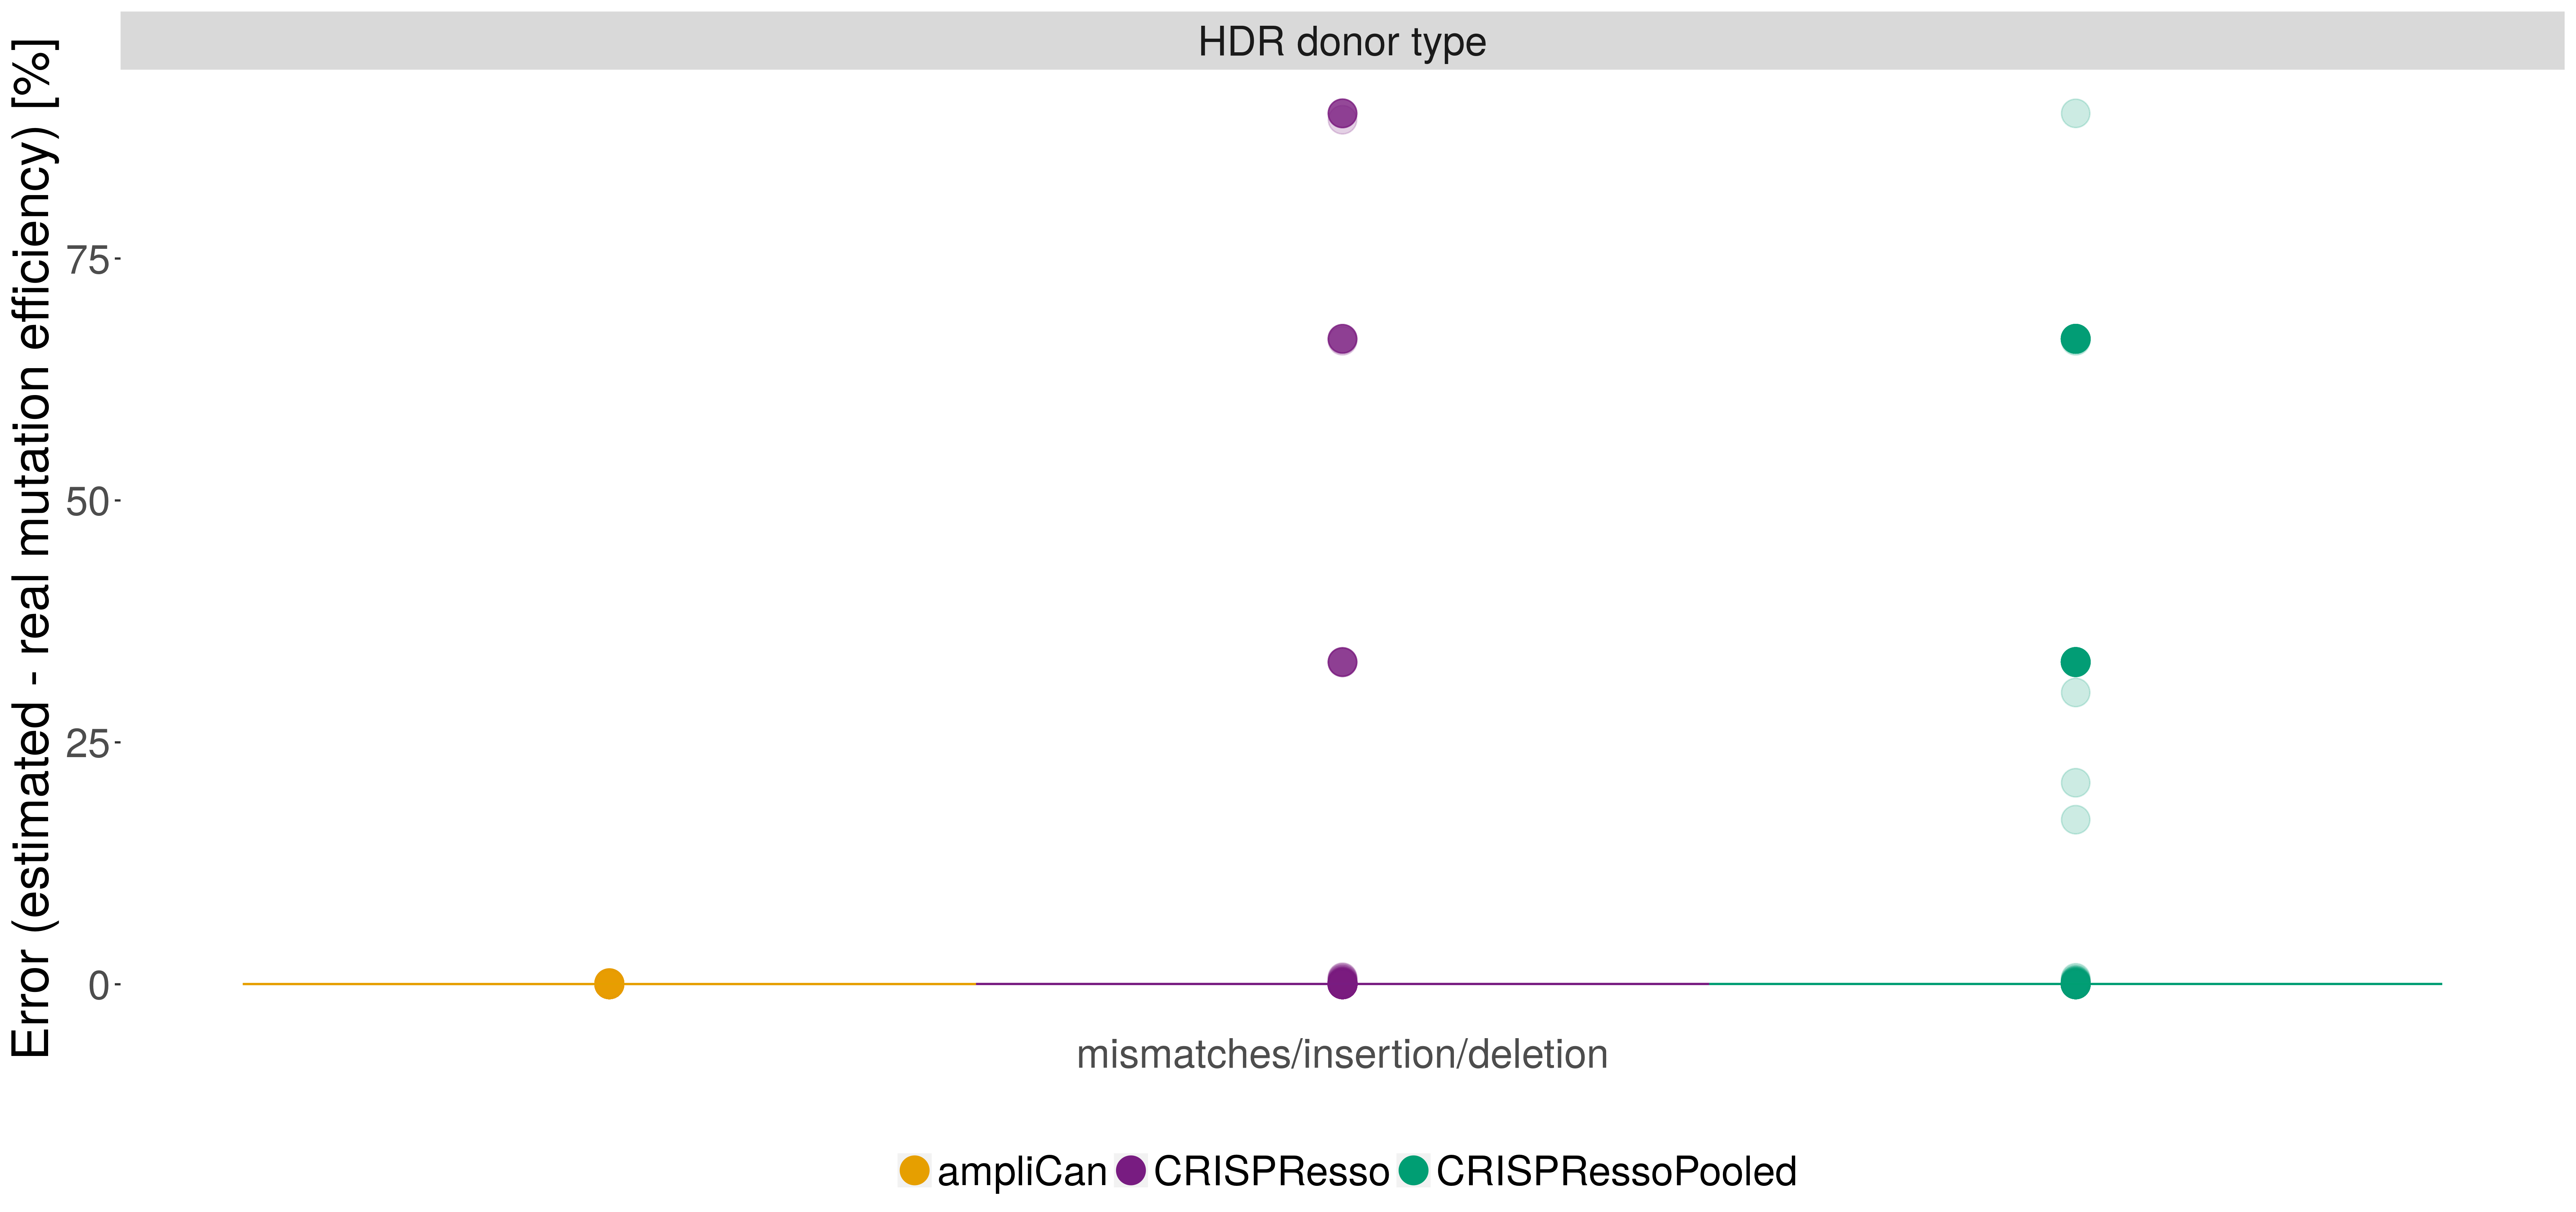 HDR donor type
Error (estimated - real mutation efficiency) [%]
75
50
25
0
mismatches/insertion/deletion
ampliCan CRISPResso CRISPRessoPooled